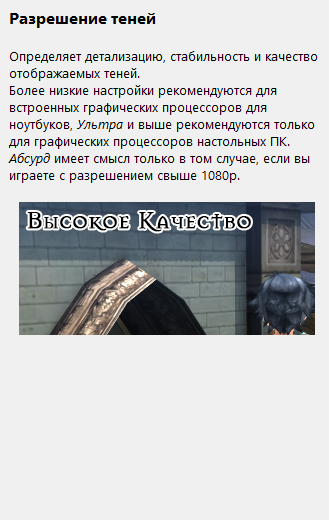 Разрешение теней
Определяет детализацию, стабильность и качество
отображаемых теней.
Более низкие настройки рекомендуются для
встроенных графических процессоров для
ноутбуков, Ультра и выше рекомендуются только
для графических процессоров настольных ПК.
Абсурд имеет смысл только в том случае, если вы
играете с разрешением свыше 1080p.
Высокое Качество